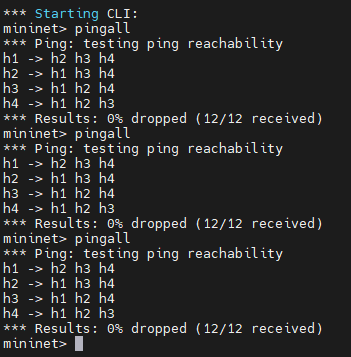 *** Starting CLI:
mininet> pingall
*** Ping: testing ping reachability
h1 -> h2 h3 h4
h2 -> h1 h3 h4
h3 -> h1 h2 h4
h4 -> h1 h2 h3
*** Results: 0% dropped (12/12 received)
mininet> pingall
*** Ping: testing ping reachability
h1 -> h2 h3 h4
h2 -> h1 h3 h4
h3 -> h1 h2 h4
h4 -> h1 h2 h3
*** Results: 0% dropped (12/12 received)
mininet> pingall
*** Ping: testing ping reachability
h1 -> h2 h3 h4
h2 -> h1 h3 h4
h3 -> h1 h2 h4
h4 -> h1 h2 h3
*** Results: 0% dropped (12/12 received)
mininet>